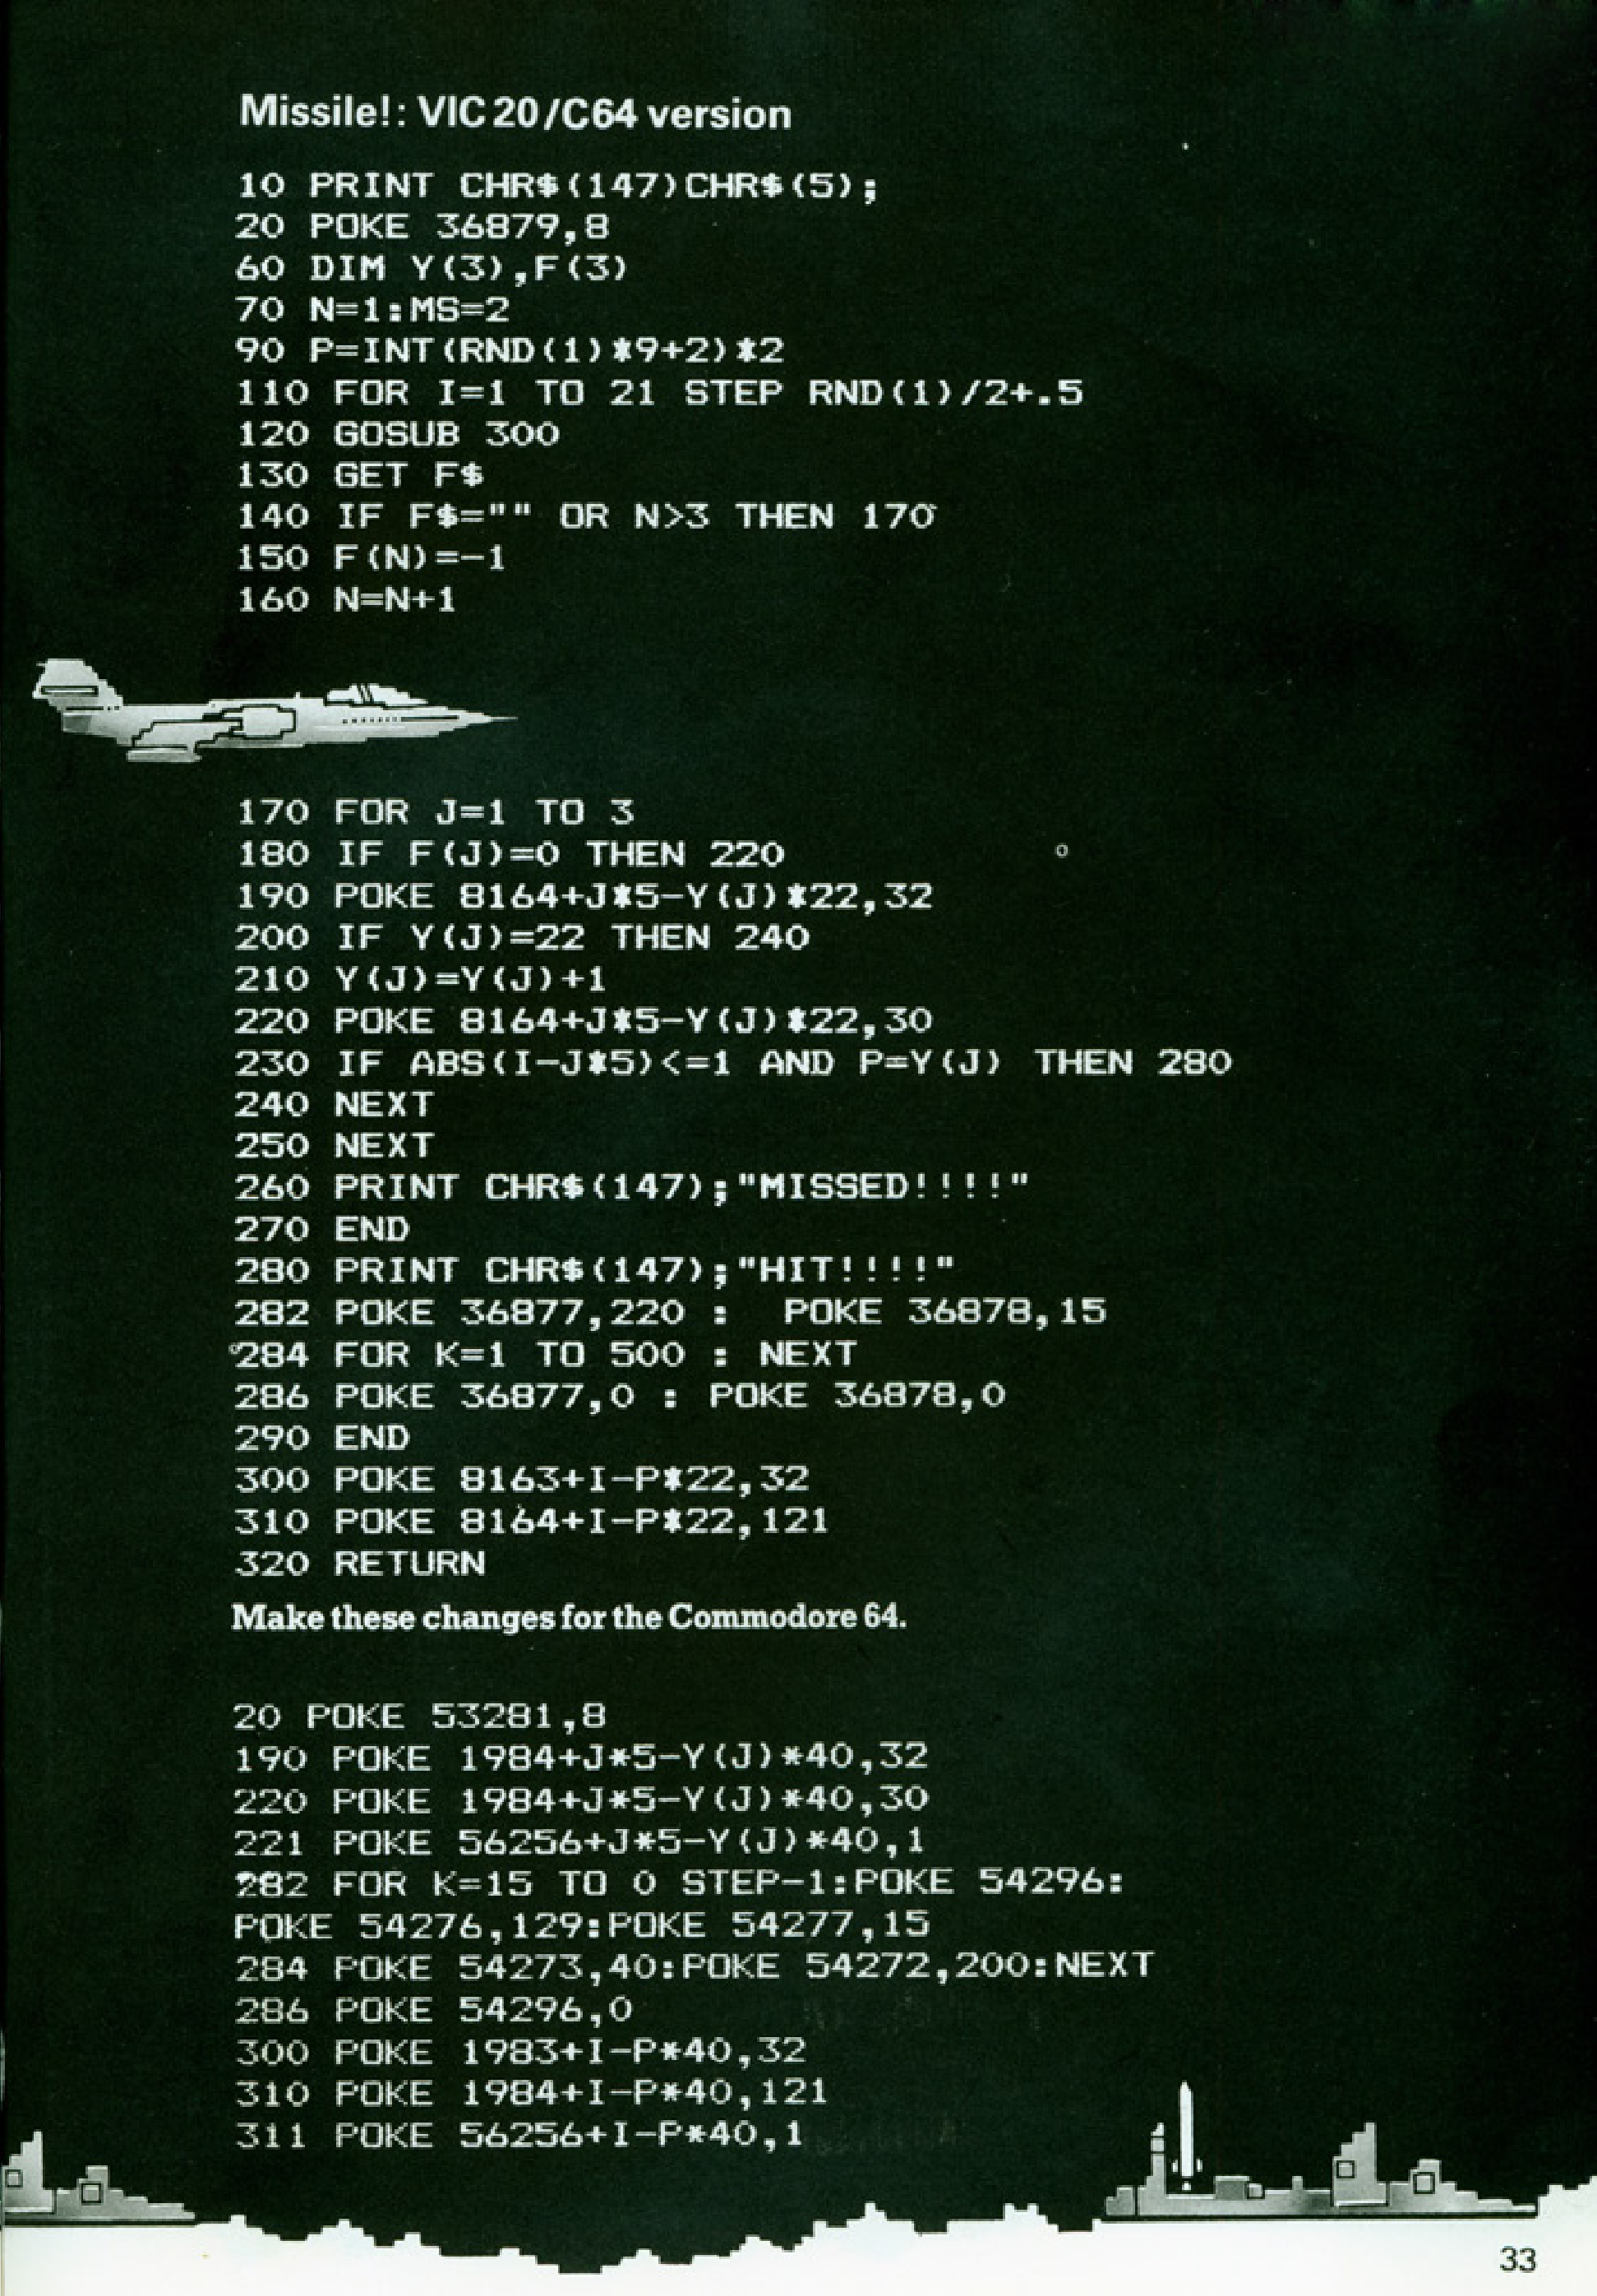 Missile!: VIC 20/C64 version
10 PRINT CHR$(147)CHR$(5);
20 POKE 36879,8
60 DIM Y(3),F(3)
70 N=1:MS=2
90 P=INT(RND(1)*9+2)*2
110 FOR I=1 TO 21 STEP RND(1)/2+.5
120 GOSUB 300
130 GET F$
140 IF F$="" OR N>3 THEN 170
150 F(N)=-1
160 N=N+1
170 FOR J=1 TO 3
180 IF F(J)=0 THEN 220
190 POKE 8164+J*5-Y(J)*22,32
200 IF Y(J)=22 THEN 240
210 Y(J)=Y(J)+1
220 POKE 8164+J*5-Y(J)*22,30
230 IF ABS(I-J*5)<=1 AND P=Y(J) THEN 280
240 NEXT
250 NEXT
260 PRINT CHR$(147);"MISSED!!!!"
270 END
280 PRINT CHR$(147);"HIT!!!!"
282 POKE 36877,220 :  POKE 36878,15
284 FOR K=1 TO 500 : NEXT
286 POKE 36877,0 : POKE 36878,0
290 END
300 POKE 8163+I-P*22,32
310 POKE 8164+I-P*22,121
320 RETURN
Make these changes for the Commodore 64.
20 POKE 53281,8
190 POKE 1984+J*5-Y(J)*40,32
220 POKE 1984+J*5-Y(J)*40,30
221 POKE 56256+J*5-Y(J)*40,1
282 FOR K=15 TO 0 STEP-1:POKE 54296:
POKE 54276,129:POKE 54277,15
284 POKE 54273,40:POKE 54272,200:NEXT
286 POKE 54296,0
300 POKE 1983+I-P*40,32
310 POKE 1984+I-P*40,121
311 POKE 56256+I-P*40,1
33